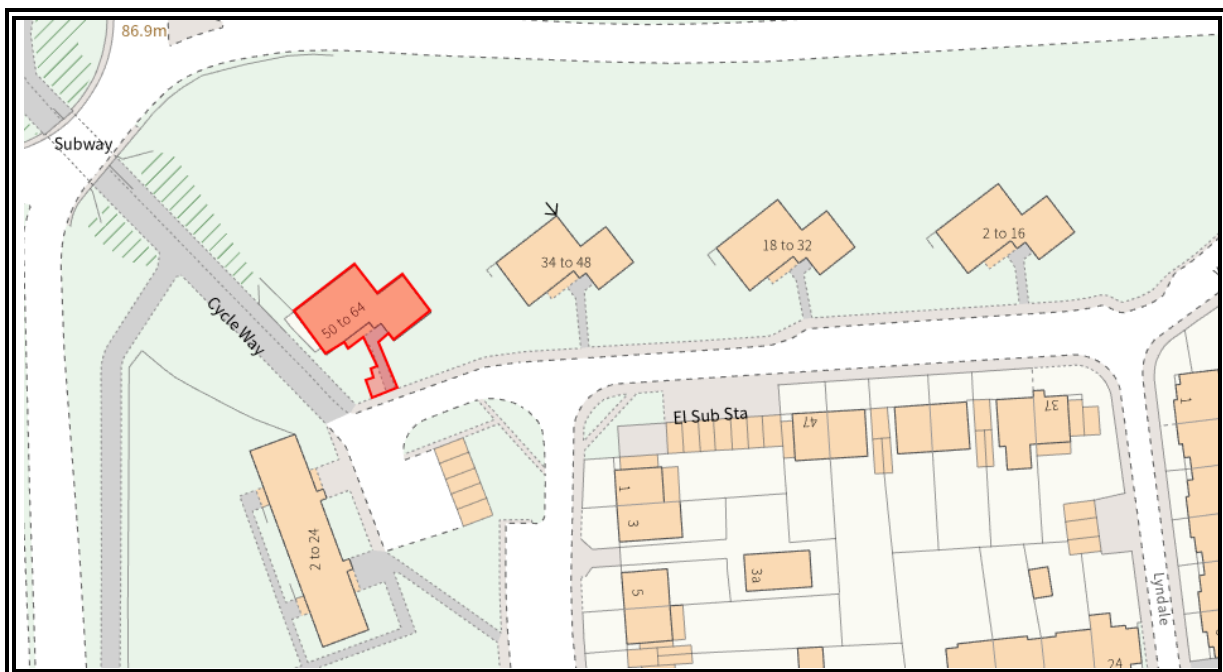 86.9m
Subway
2 to 16
18 to 32
34 to 48
50 to 64
Cycle Way
1
37
El Sub Sta
47
1
3
2 to 24
3a
5
Lyndale
24